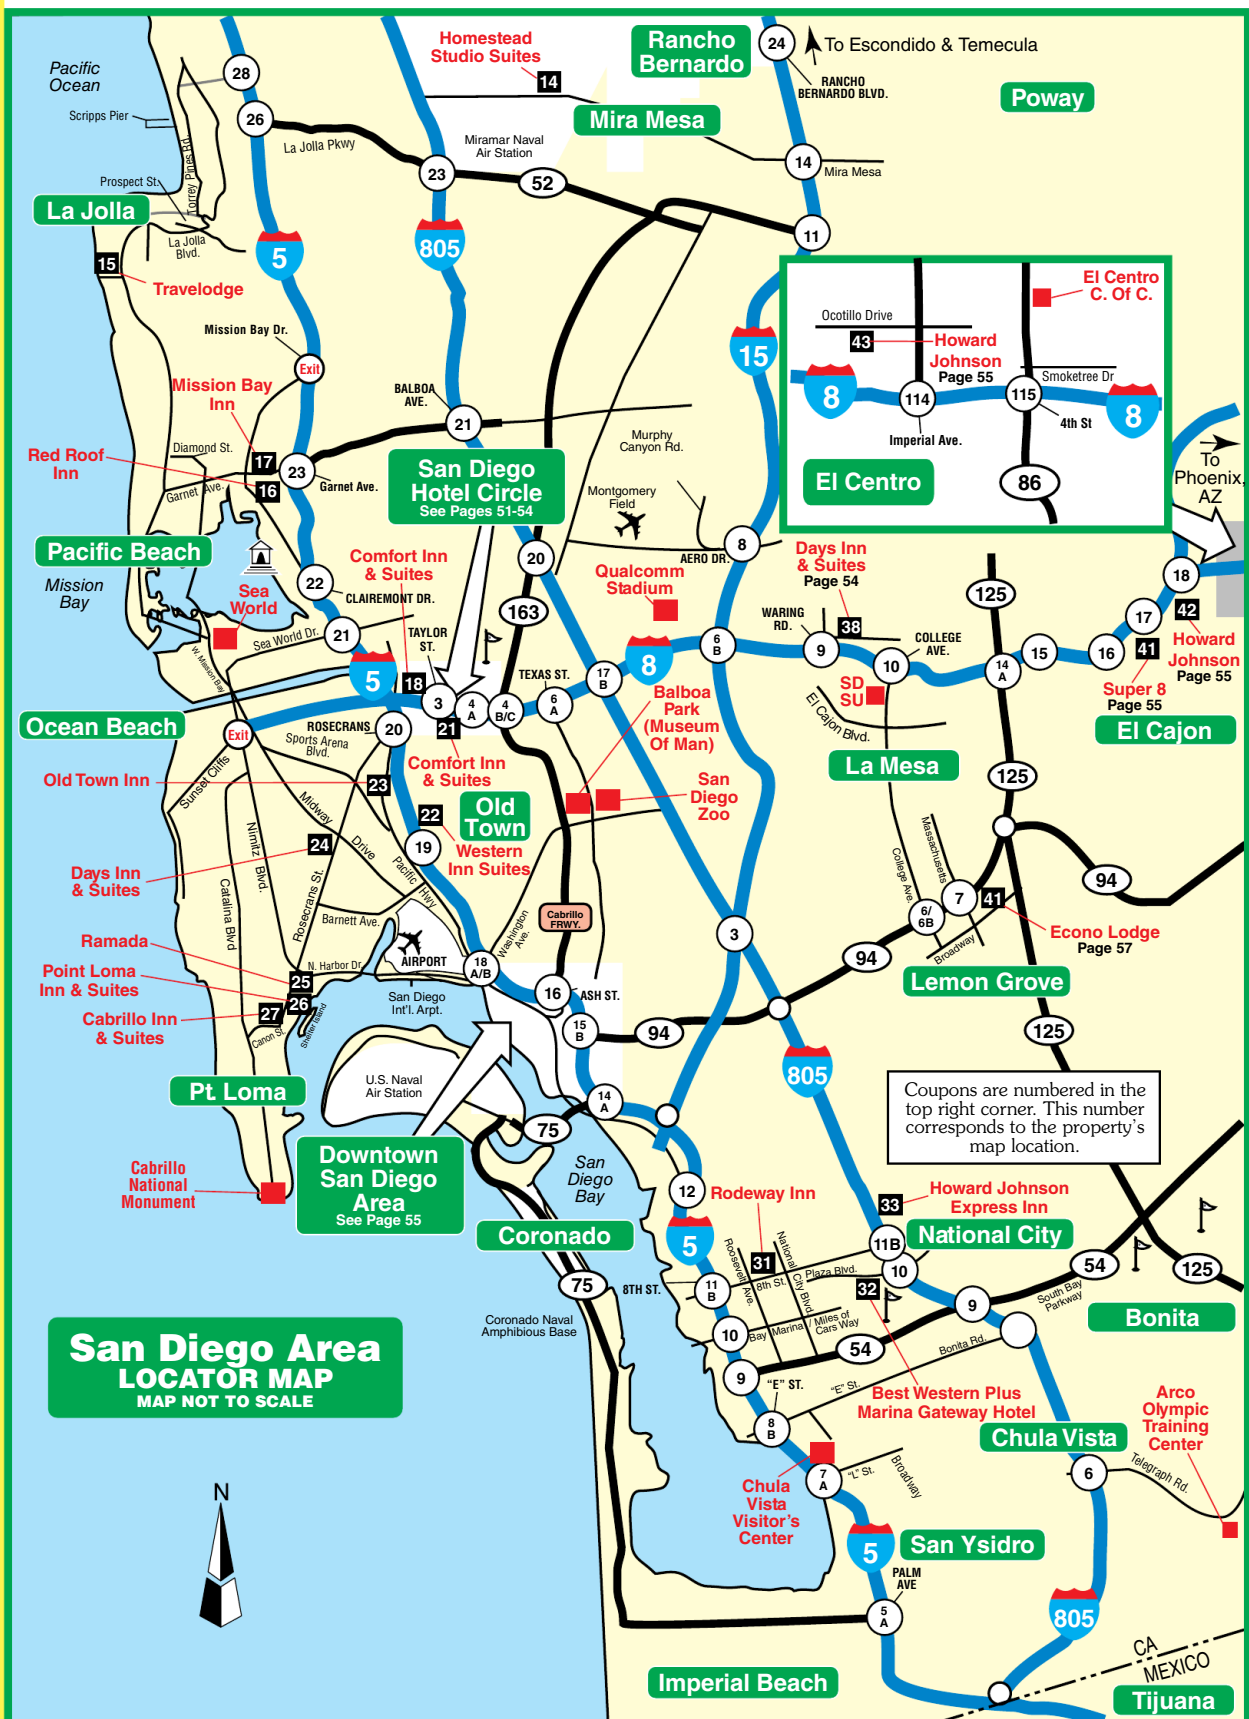 Pacific
Ocean
Scripps Pier
Prospect St.
Torrey Pines Rd.
La Jolla
La Jolla
Blvd.
15
Travelodge
28
26
La Jolla Pkwy
5
Homestead
Studio Suites
14
Rancho
Bernardo
24
To Escondido & Temecula
RANCHO
BERNARDO BLVD.
Poway
Mira Mesa
Miramar Naval
Air Station
23
52
14
Mira Mesa
11
805
15
Mission Bay Dr.
Exit
Mission Bay
Inn
Red Roof
Inn
Diamond St.
17
16
Garnet Ave.
23
Garnet Ave.
BALBOA
AVE.
21
San Diego
Hotel Circle
See Pages 51-54
Murphy
Canyon Rd.
Montgomery
Field
AERO DR.
8
20
163
Ocotillo Drive
43
Howard
Johnson
Page 55
El Centro
C. Of C.
Smoketree Dr
8
114
115
8
Imperial Ave.
4th St
El Centro
86
To
Phoenix,
AZ
Pacific Beach
Mission
Bay
Sea
World
22
CLAIREMONT DR.
Sea World Dr.
21
W. Mission Bay
Comfort Inn
& Suites
TAYLOR
ST.
5
18
3
4
A
4
B/C
TEXAS ST.
6
A
17
B
8
Qualcomm
Stadium
6
B
Days Inn
& Suites
Page 54
WARING
RD.
38
9
COLLEGE
AVE.
10
SD
SU
El Cajon Blvd.
125
14
A
15
16
17
18
42
Howard
Johnson
Page 55
41
Super 8
Page 55
El Cajon
Ocean Beach
Exit
Sunset Cliffs
ROSECRANS
Sports Arena
Blvd.
20
21
Comfort Inn
& Suites
Old Town Inn
23
22
Old
Town
Western
Inn Suites
19
Balboa
Park
(Museum
Of Man)
San
Diego
Zoo
La Mesa
125
94
Midway
Drive
Pacific
Hwy
Nimitz
Blvd.
Catalina Blvd
Rosecrans St.
24
Days Inn
& Suites
Barnett Ave.
Washington
Ave.
Cabrillo
FRWY.
College Ave.
Massachusetts
7
41
6/
6B
Broadway
Econo Lodge
Page 57
94
3
Lemon Grove
Ramada
Point Loma
Inn & Suites
Cabrillo Inn
& Suites
25
26
27
N. Harbor Dr.
Canon St.
Shelter Island
AIRPORT
San Diego
Int'l. Arpt.
18
A/B
16
ASH ST.
15
B
94
125
805
Pt. Loma
U.S. Naval
Air Station
14
A
75
Coupons are numbered in the
top right corner. This number
corresponds to the property's
map location.
Cabrillo
National
Monument
Downtown
San Diego
Area
See Page 55
San
Diego
Bay
Coronado
75
Coronado Naval
Amphibious Base
12
5
Rodeway Inn
31
Roosevelt
Ave.
National
City Blvd.
8TH ST.
11
B
8th St.
Plaza Blvd.
32
33
Howard Johnson
Express Inn
National City
11B
10
54
South Bay
Parkway
125
Bonita
10
Bay Marina / Miles of
Cars Way
9
54
9
Bonita Rd.
"E" ST.
"E" St.
8
B
Best Western Plus
Marina Gateway Hotel
Chula Vista
6
Telegraph Rd.
Arco
Olympic
Training
Center
San Diego Area
LOCATOR MAP
MAP NOT TO SCALE
N
Chula
Vista
Visitor's
Center
7
A
"L" St.
Broadway
5
San Ysidro
PALM
AVE
5
A
805
CA
MEXICO
Imperial Beach
Tijuana